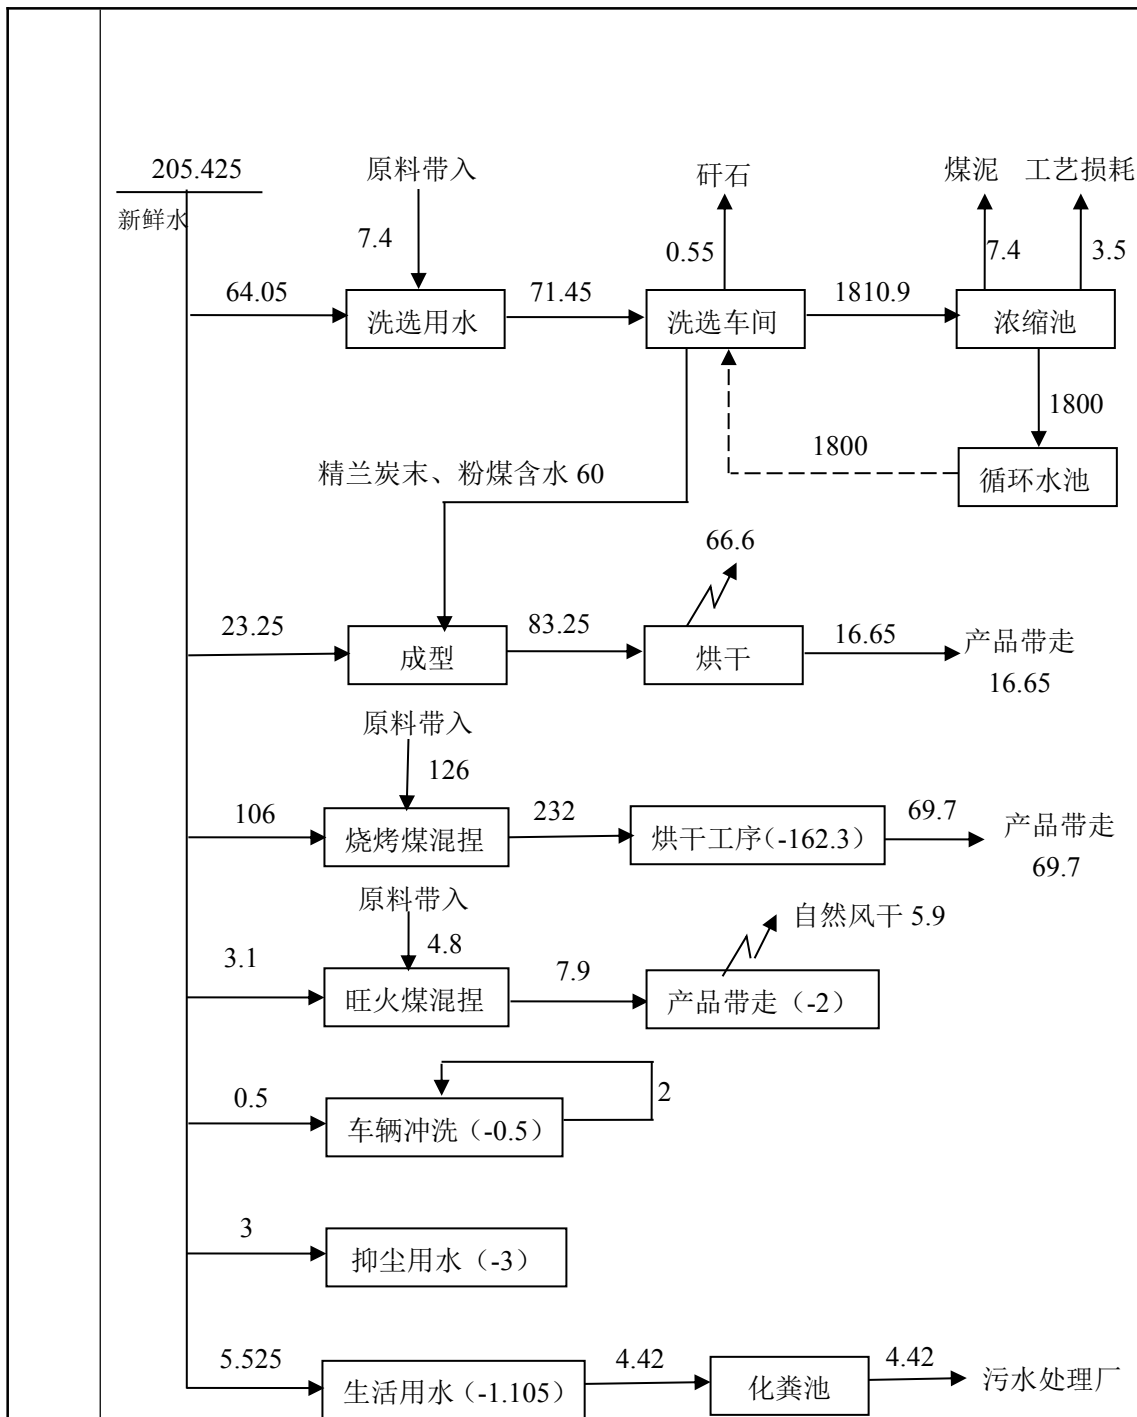 205.425
新鲜水
原料带入
7.4
矸石
0.55
煤泥
7.4
工艺损耗
3.5
64.05
洗选用水
71.45
洗选车间
1810.9
浓缩池
1800
1800
循环水池
精兰炭末、粉煤含水 60
66.6
23.25
成型
83.25
烘干
16.65
产品带走
16.65
原料带入
126
106
烧烤煤混捏
232
烘干工序(-162.3)
69.7
产品带走
69.7
原料带入
4.8
自然风干 5.9
3.1
旺火煤混捏
7.9
产品带走（-2）
0.5
车辆冲洗（-0.5）
2
3
抑尘用水（-3）
5.525
生活用水（-1.105）
4.42
化粪池
4.42
污水处理厂